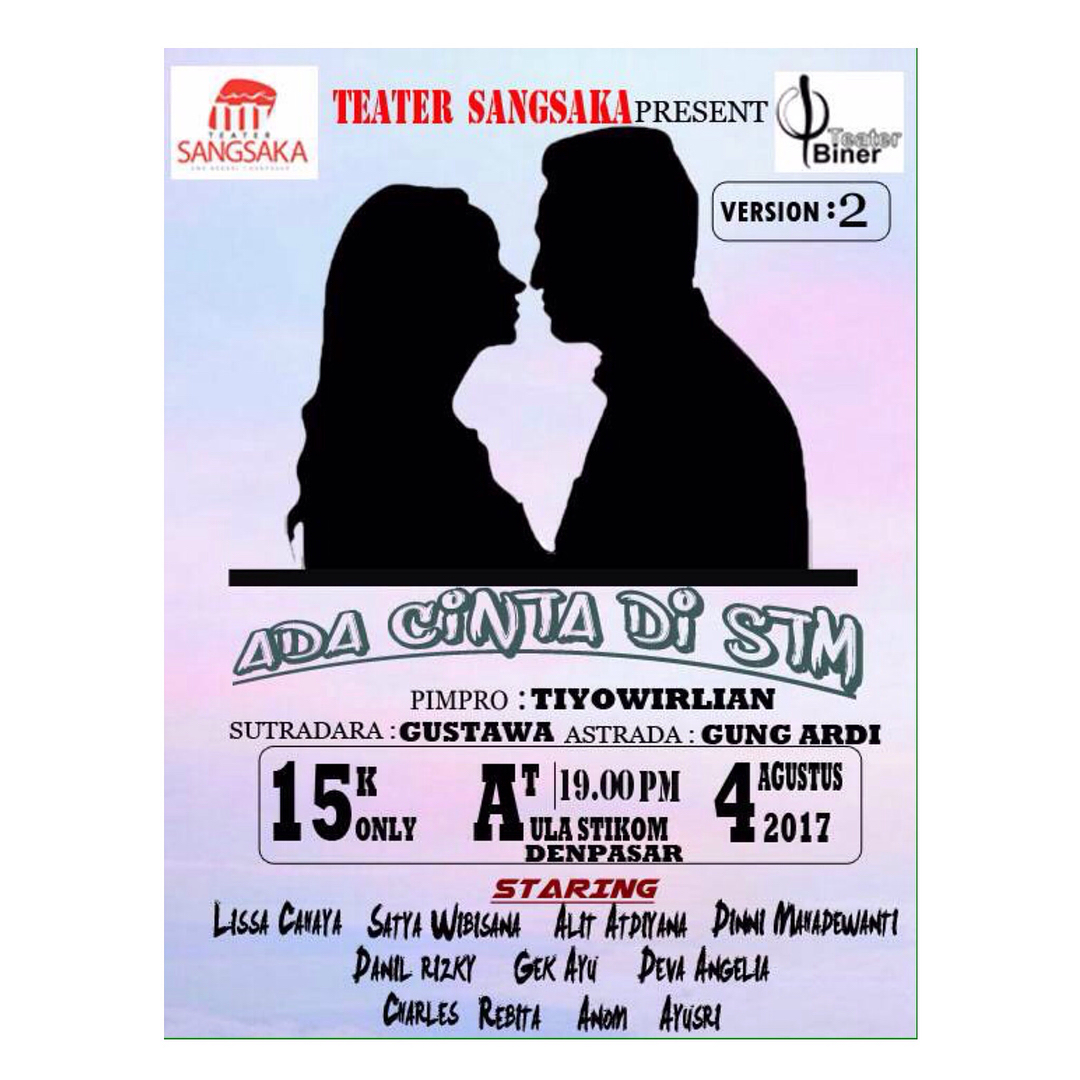 TEATER
SANGSAKA
TEATER SANGSAKA PRESENT
Teater
Biner
VERSION : 2
ADA CINTA DI STM
PIMPRO : TIYOWIRLIAN
SUTRADARA : GUSTAWA ASTRADA : GUNG ARDI
15K ONLY
AT 19.00 PM
AULA STIKOM
DENPASAR
4 AGUSTUS
2017
STARING
LISSA CAHAYA SATYA WIBISANA ALIT ATDIYANA DINNI MAHADEWANTI
DANIL RIZKY GEK AYU DEVA ANGELIA
CHARLES REBITA ANOM AYUSRI